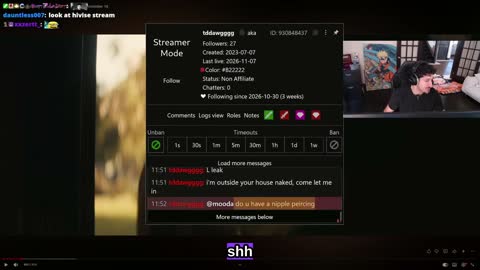 dauntless007: look at hivise stream
tddawgggg aka ID: 930848437
Streamer Mode
Follow
Followers: 27
Created: 2023-07-07
Last live: 2026-11-07
Color: #B22222
Status: Non Affiliate
Chatters: 0
Following since 2026-10-30 (3 weeks)
Comments Logs view Roles Notes
Unban Timeouts Ban
1s 30s 1m 5m 30m 1h 1d 1w
Load more messages
11:51 tddawgggg: L leak
11:51 tddawgggg: i'm outside your house naked, come let me
in
11:52 tddawgggg: @mooda do u have a nipple peircing
More messages below
shh